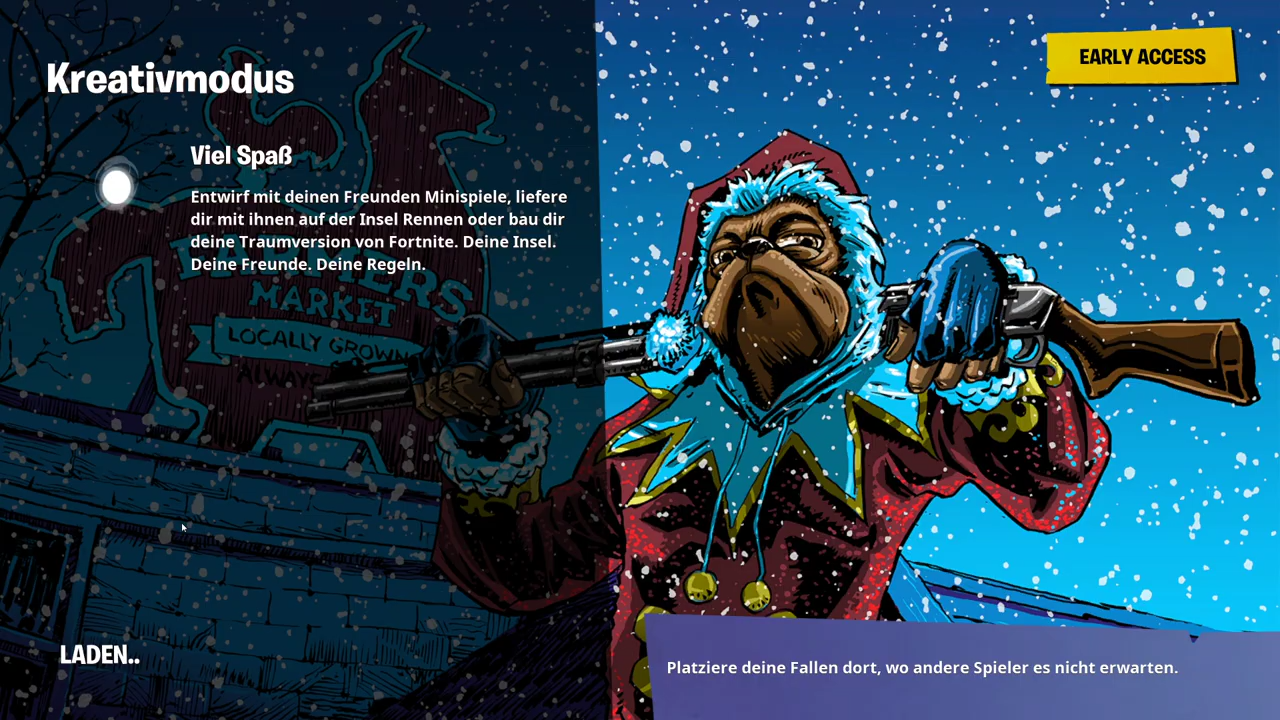 Kreativmodus
EARLY ACCESS
Viel Spaß
Entwirf mit deinen Freunden Minispiele, liefere
dir mit ihnen auf der Insel Rennen oder bau dir
deine Traumversion von Fortnite. Deine Insel.
Deine Freunde. Deine Regeln.
MARKET
LOCALLY GROWN
LADEN..
Platziere deine Fallen dort, wo andere Spieler es nicht erwarten.